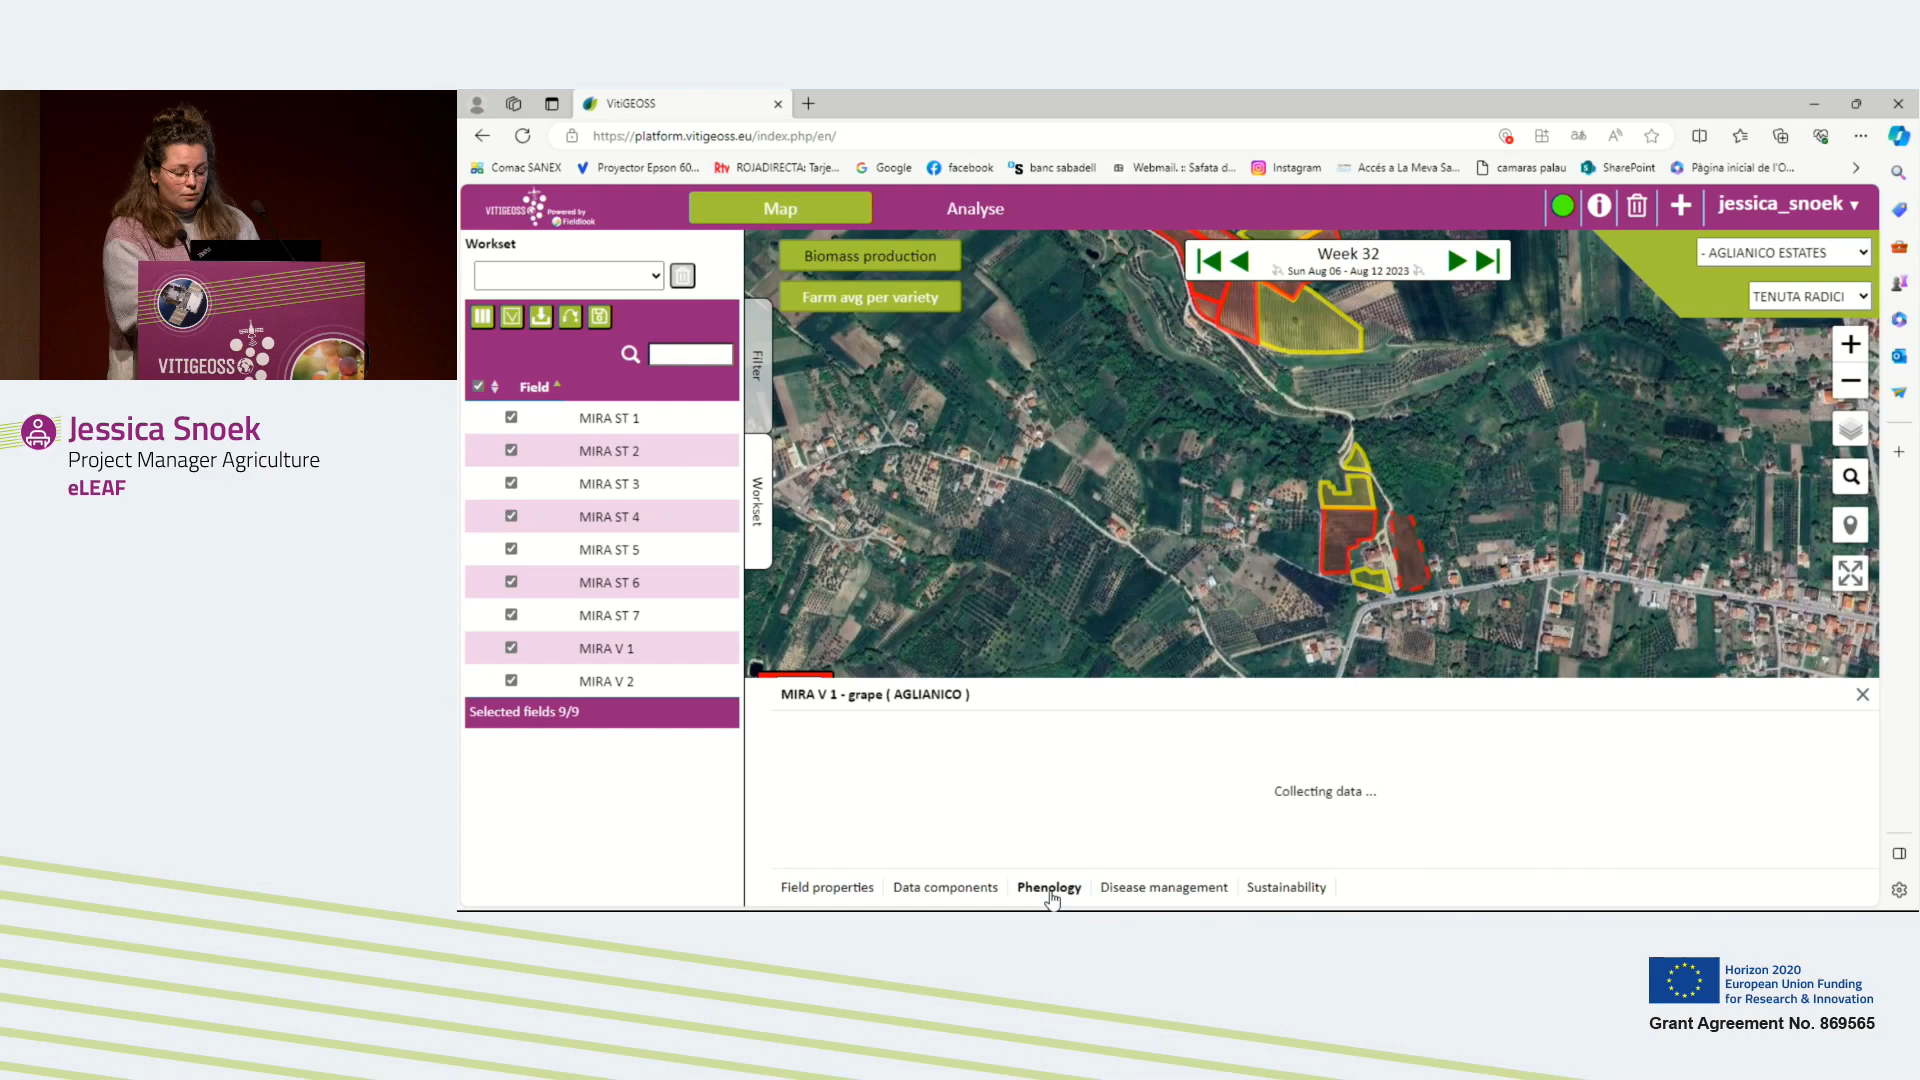 VitiGEOSS
https://platform.vitigeoss.eu/index.php/en/
Comac SANEX
Proyector Epson 60...
Rtv ROJADIRECTA: Tarje...
Google
facebook
banc sabadell
Webmail. :: Safata d...
Instagram
Accés a La Meva Sa...
camaras palau
SharePoint
Pàgina inicial de l'O...
VITIGEOSS
Powered by
Fieldlook
Map
Analyse
jessica_snoek
Workset
Biomass production
Farm avg per variety
Week 32
Sun Aug 06 - Aug 12 2023
- AGLIANICO ESTATES
TENUTA RADICI
Filter
Workset
Field
MIRA ST 1
MIRA ST 2
MIRA ST 3
MIRA ST 4
MIRA ST 5
MIRA ST 6
MIRA ST 7
MIRA V 1
MIRA V 2
Selected fields 9/9
MIRA V 1 - grape ( AGLIANICO )
Collecting data ...
Field properties
Data components
Phenology
Disease management
Sustainability
VITIGEOSS
Jessica Snoek
Project Manager Agriculture
eLEAF
Horizon 2020
European Union Funding
for Research & Innovation
Grant Agreement No. 869565